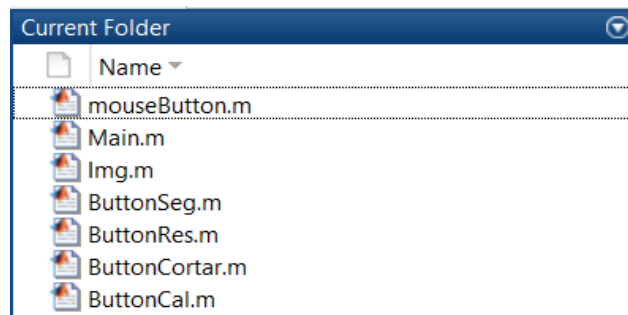 Current Folder
Name
mouseButton.m
Main.m
Img.m
ButtonSeg.m
ButtonRes.m
ButtonCortar.m
ButtonCal.m